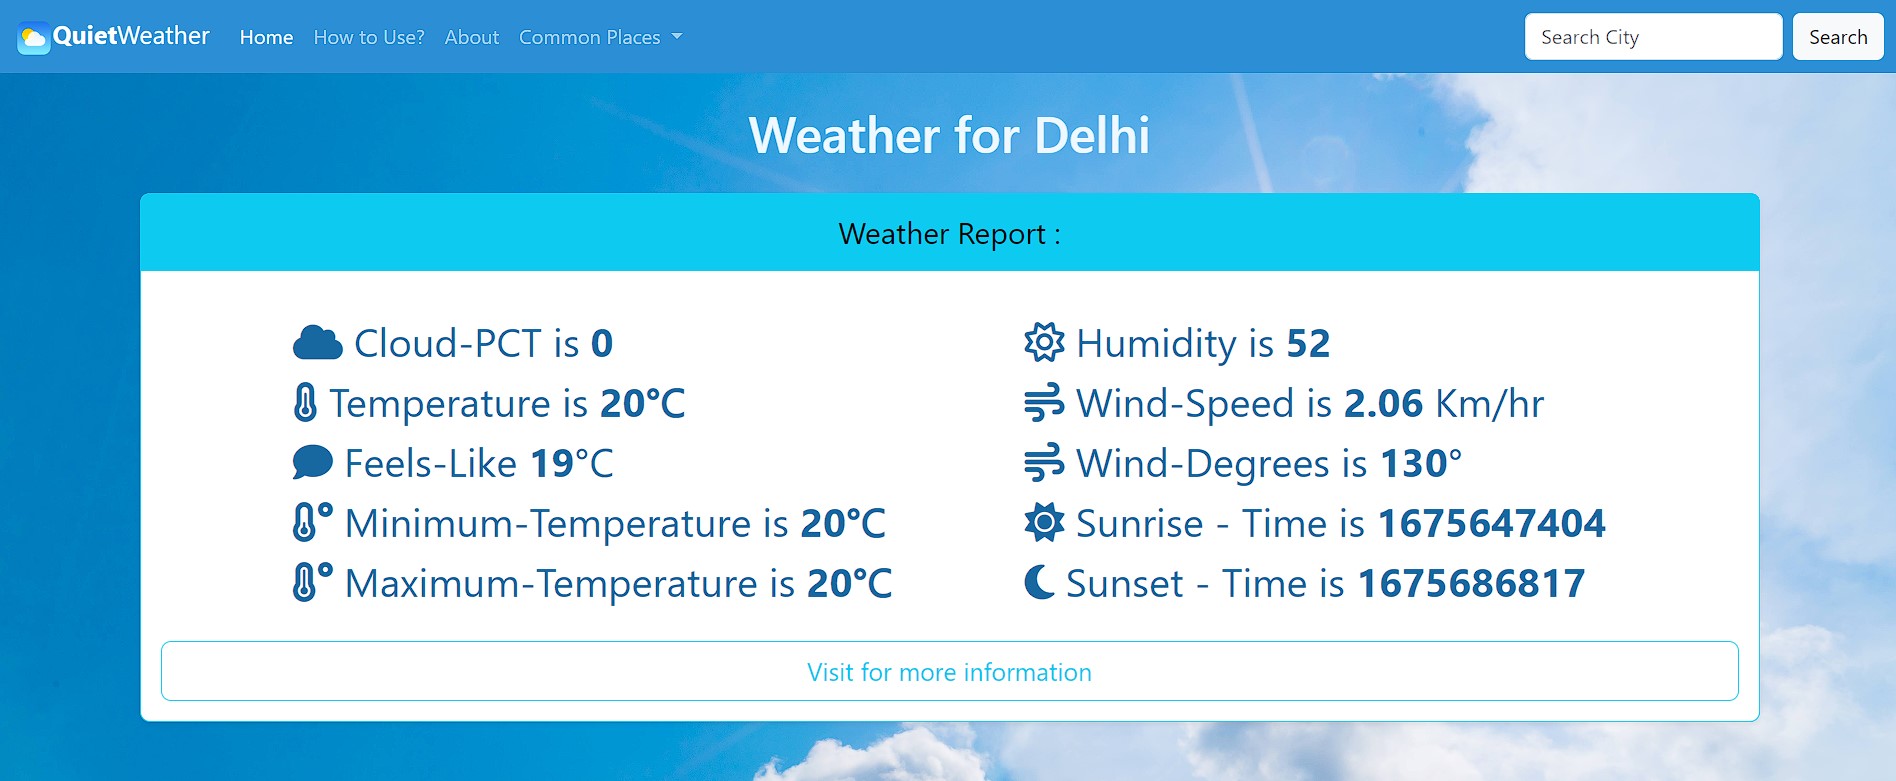 QuietWeather Home How to Use? About Common Places Search City Search
Weather for Delhi
Weather Report :
Cloud-PCT is 0
Temperature is 20°C
Feels-Like 19°C
Minimum-Temperature is 20°C
Maximum-Temperature is 20°C
Humidity is 52
Wind-Speed is 2.06 Km/hr
Wind-Degrees is 130°
Sunrise - Time is 1675647404
Sunset - Time is 1675686817
Visit for more information